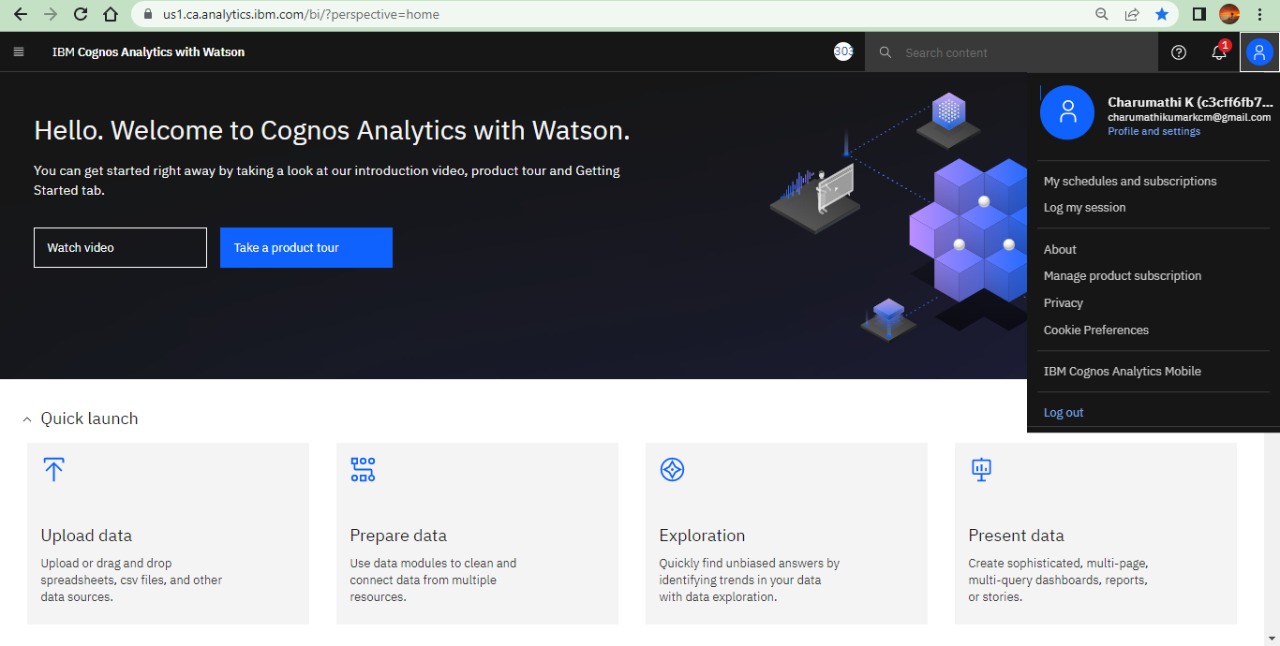 us1.ca.analytics.ibm.com/bi/?perspective=home
IBM Cognos Analytics with Watson
303
Search content
1
Charumathi K (c3cff6fb7...
charumathikumarkcm@gmail.com
Profile and settings
My schedules and subscriptions
Log my session
About
Manage product subscription
Privacy
Cookie Preferences
IBM Cognos Analytics Mobile
Log out
Hello. Welcome to Cognos Analytics with Watson.
You can get started right away by taking a look at our introduction video, product tour and Getting
Started tab.
Watch video
Take a product tour
Quick launch
Upload data
Upload or drag and drop
spreadsheets, csv files, and other
data sources.
Prepare data
Use data modules to clean and
connect data from multiple
resources.
Exploration
Quickly find unbiased answers by
identifying trends in your data
with data exploration.
Present data
Create sophisticated, multi-page,
multi-query dashboards, reports,
or stories.